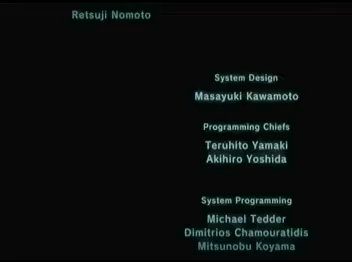 Retsuji Nomoto
System Design
Masayuki Kawamoto
Programming Chiefs
Teruhito Yamaki
Akihiro Yoshida
System Programming
Michael Tedder
Dimitrios Chamouratidis
Mitsunobu Koyama